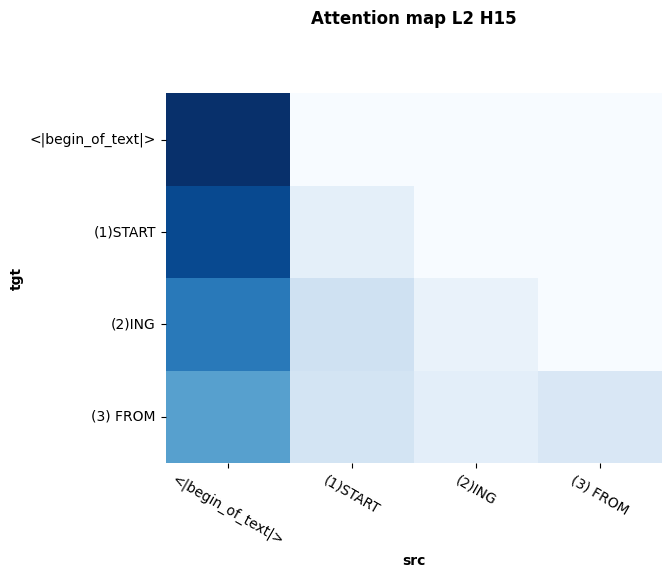 Attention map L2 H15
<|begin_of_text|>
(1)START
(2)ING
(3) FROM
tgt
<|begin_of_text|>
(1)START
(2)ING
(3) FROM
src